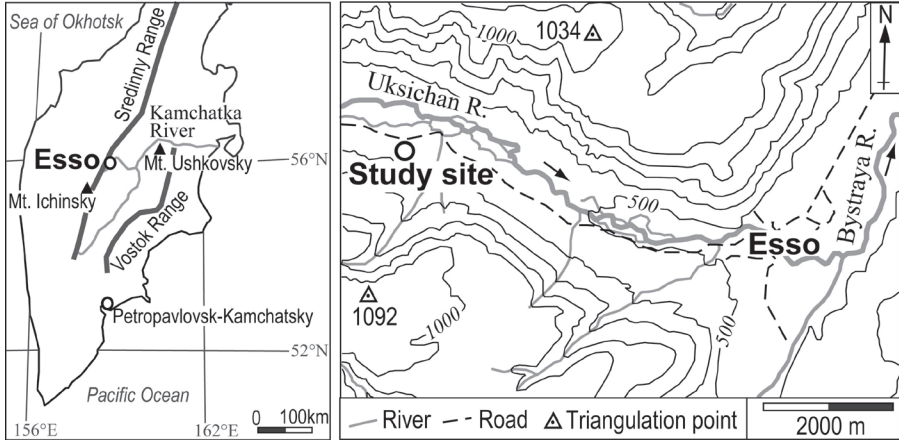 Sea of Okhotsk
Sredinny Range
Kamchatka
River
Esso
Mt. Ushkovsky
56°N
Mt. Ichinsky
Vostok Range
Petropavlovsk-Kamchatsky
52°N
Pacific Ocean
0 100km
156°E
162°E
1000
1034
N
Uksichan R.
Study site
500
Esso
Bystraya R.
1092
1000
500
River
Road
Triangulation point
2000 m